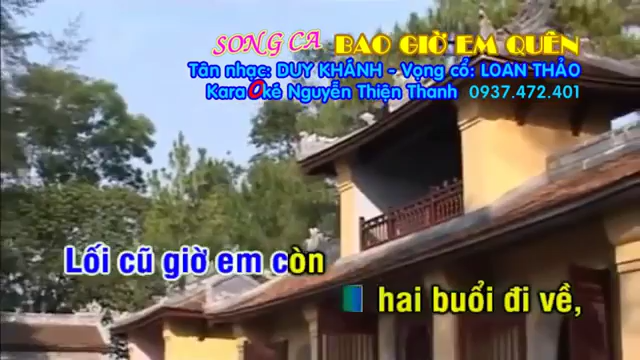 SONG CA BAO GIỜ EM QUÊN
Tân nhạc: DUY KHÁNH - Vọng cổ: LOAN THẢO
Karaoké Nguyễn Thiện Thanh 0937.472.401
Lối cũ giờ em còn
hai buổi đi về,